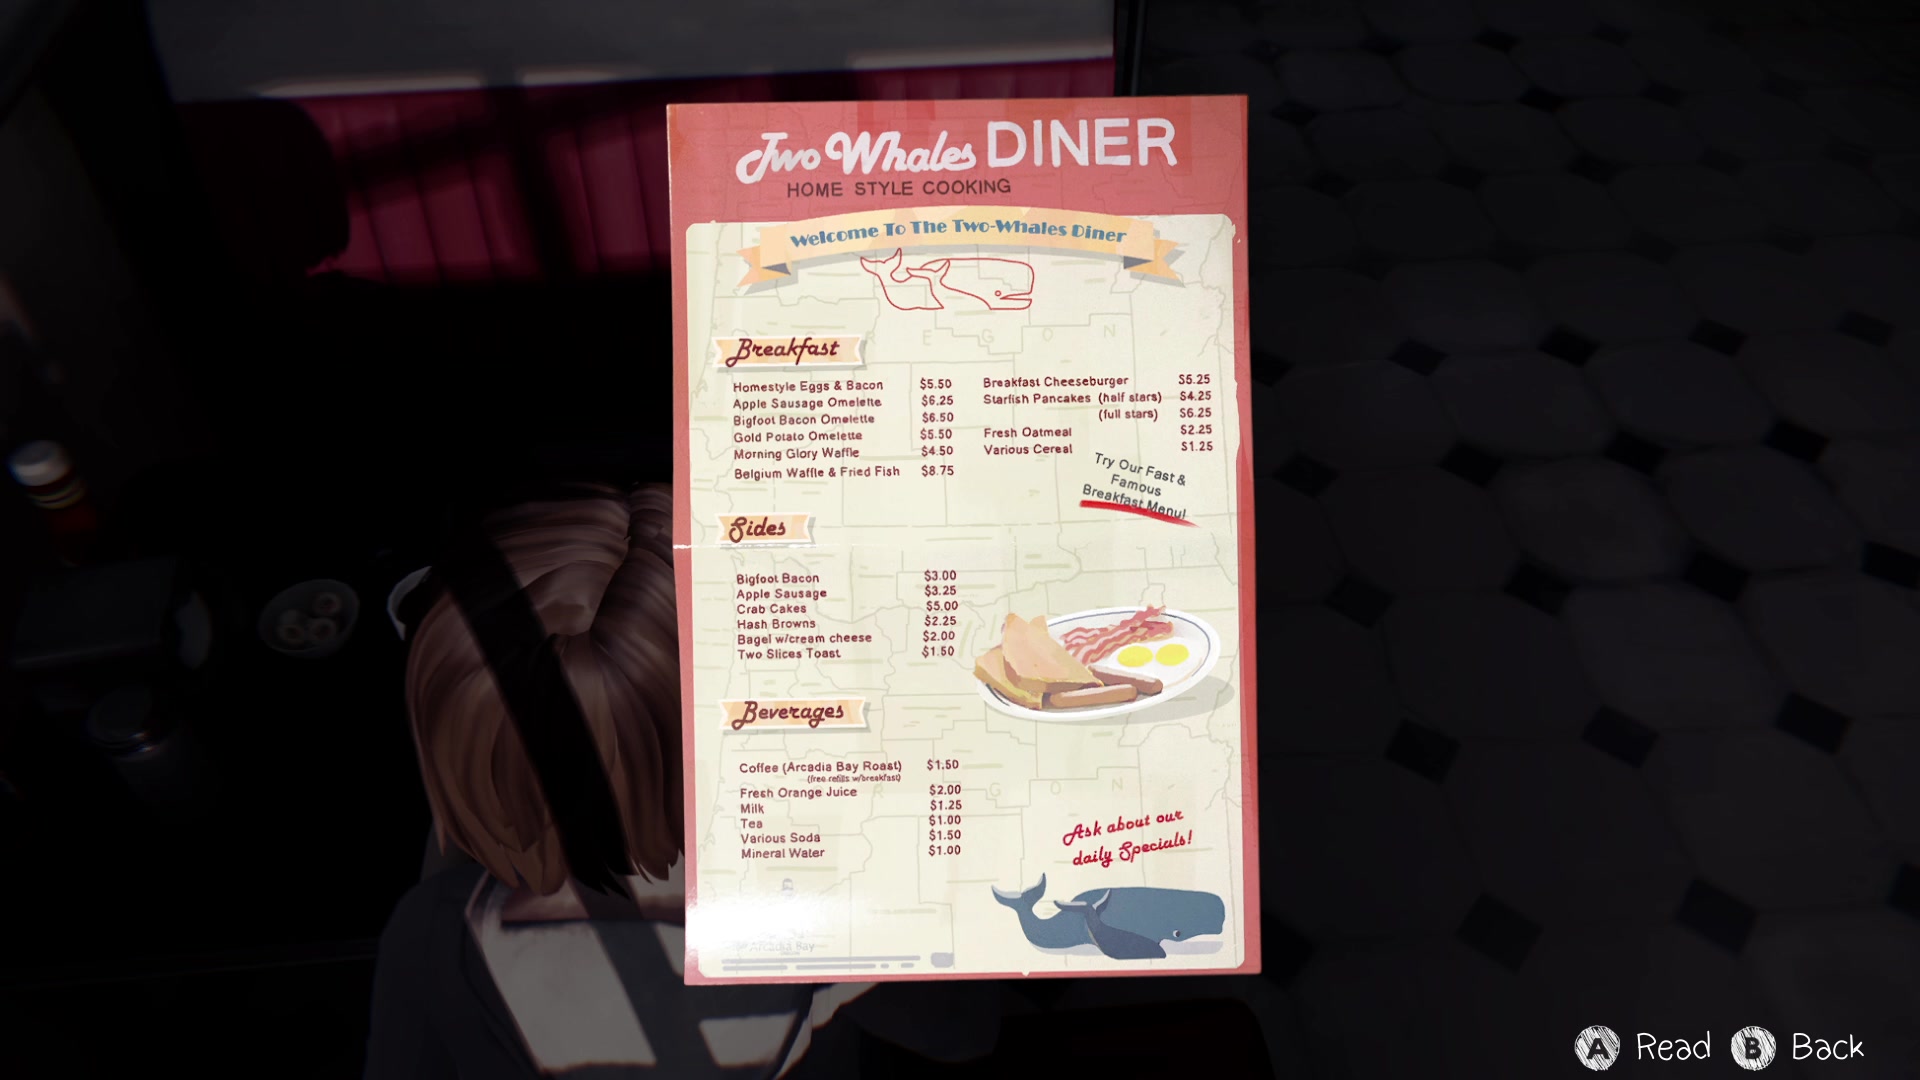 Two Whales DINER
HOME STYLE COOKING
Welcome To The Two-Whales Diner
R E G O N
Breakfast
Homestyle Eggs & Bacon $5.50
Apple Sausage Omelette $6.25
Bigfoot Bacon Omelette $6.50
Gold Potato Omelette $5.50
Morning Glory Waffle $4.50
Belgium Waffle & Fried Fish $8.75
Breakfast Cheeseburger $5.25
Starfish Pancakes (half stars) $4.25
(full stars) $6.25
Fresh Oatmeal $2.25
Various Cereal $1.25
Try Our Fast &
Famous
Breakfast Menu!
Sides
Bigfoot Bacon $3.00
Apple Sausage $3.25
Crab Cakes $5.00
Hash Browns $2.25
Bagel w/cream cheese $2.00
Two Slices Toast $1.50
Beverages
Coffee (Arcadia Bay Roast) $1.50
(free refills w/breakfast)
Fresh Orange Juice $2.00
Milk $1.25
Tea $1.00
Various Soda $1.50
Mineral Water $1.00
R G O N
Ask about our
daily Specials!
Arcadia Bay
A Read B Back